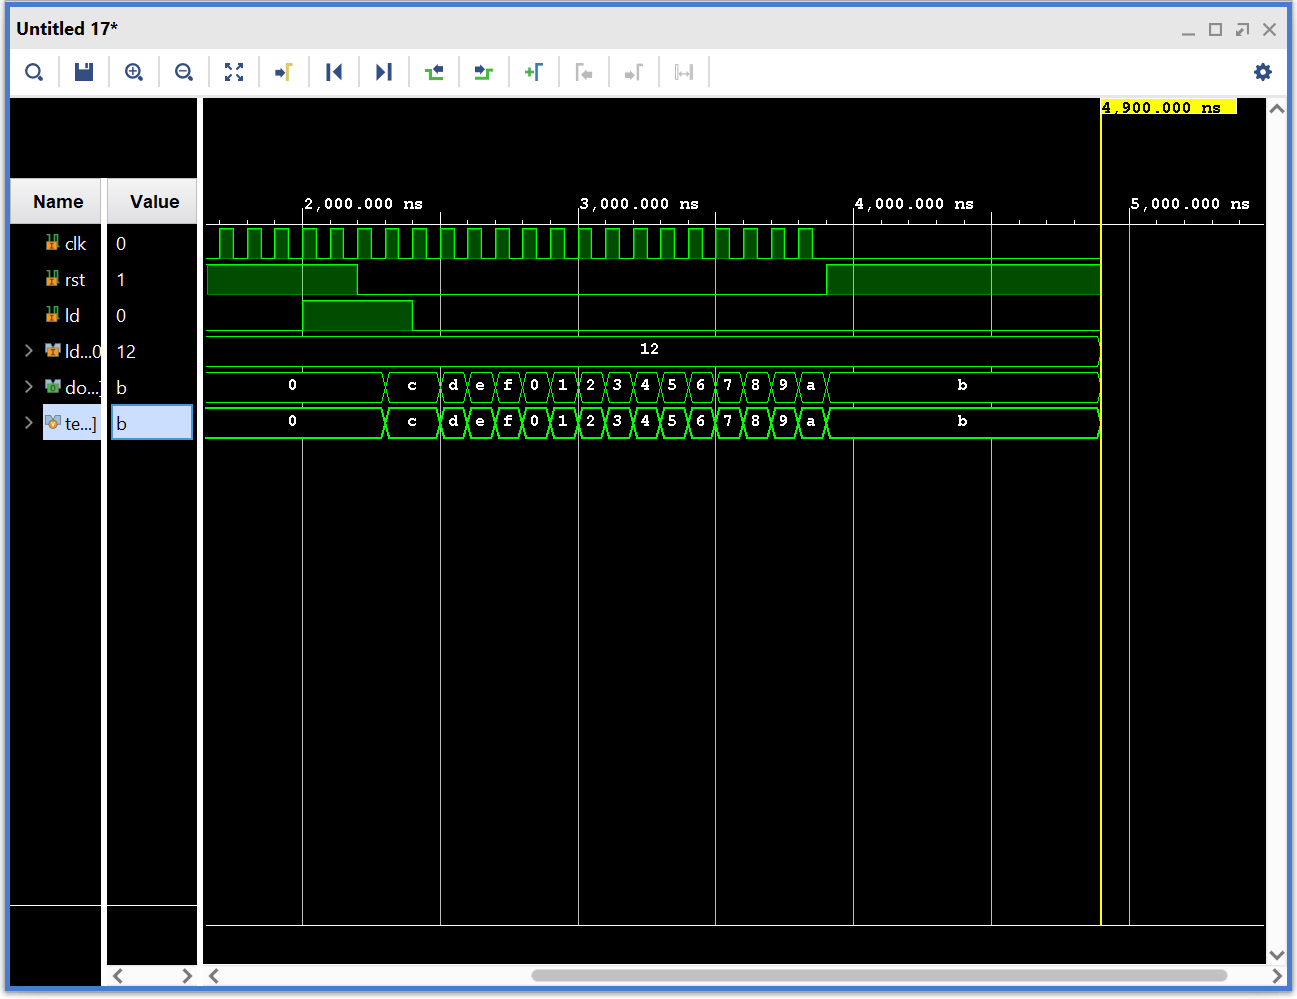 Untitled 17*
4,900.000 ns
Name Value 2,000.000 ns 3,000.000 ns 4,000.000 ns 5,000.000 ns
clk 0
rst 1
ld 0
ld...0 12 12
do...] b 0 c d e f 0 1 2 3 4 5 6 7 8 9 a b
te...] b 0 c d e f 0 1 2 3 4 5 6 7 8 9 a b